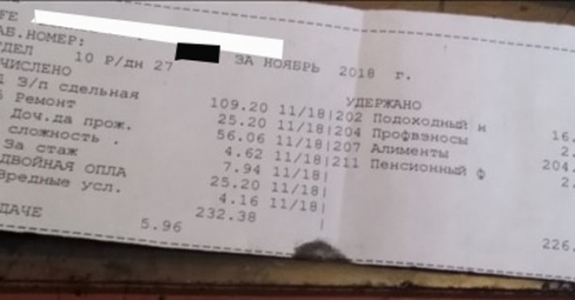 АБ.НОМЕР:
ДЕЛ 10 Р/дн 27 ЗА НОЯБРЬ 2018 г.
ЧИСЛЕНО УДЕРЖАНО
З/п сдельная 109.20 11/18|202 Подоходный н 16.
Ремонт 25.20 11/18|204 Профвзносы 2.
Доч.да прож. 56.06 11/18|207 Алименты 204.
сложность . 4.62 11/18|211 Пенсионный ф 2.
За стаж 7.94 11/18|
ДВОЙНАЯ ОПЛА 25.20 11/18|
Вредные усл. 4.16 11/18|
232.38 | 226.
ДАЧЕ 5.96